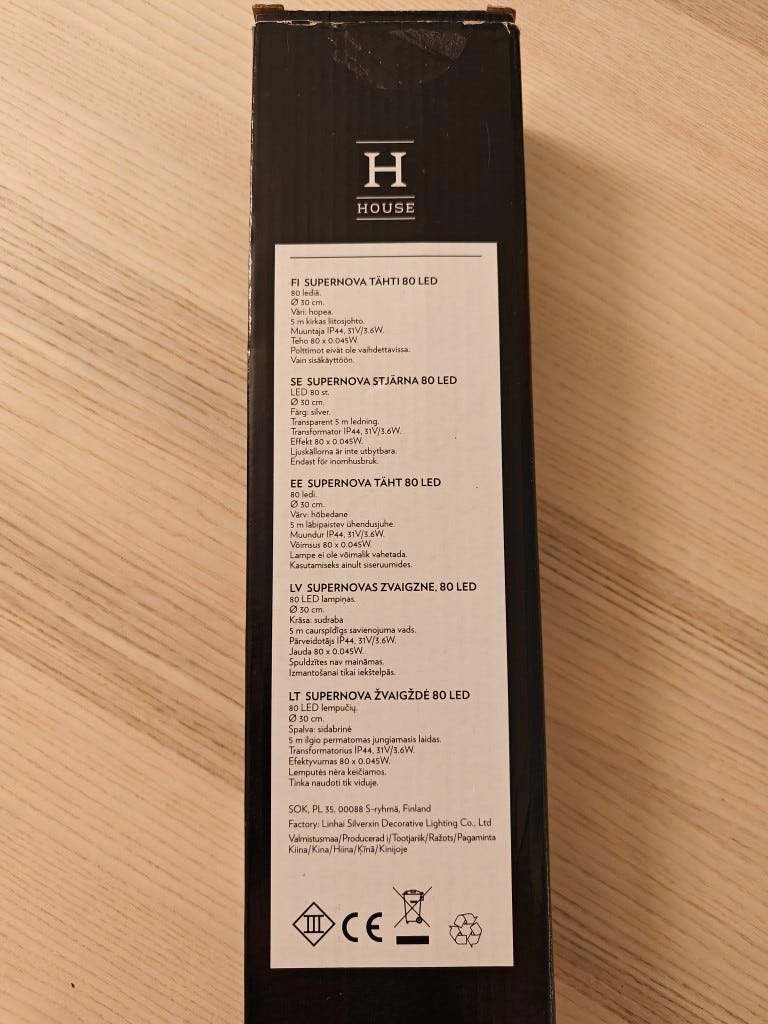 H
HOUSE
FI SUPERNOVA TÄHTI 80 LED
80 lediä.
Ø 30 cm.
Väri: hopea.
5 m kirkas liitosjohto.
Muuntaja IP44, 31V/3.6W.
Teho 80 x 0.045W.
Polttimot eivät ole vaihdettavissa.
Vain sisäkäyttöön.
SE SUPERNOVA STJÄRNA 80 LED
LED 80 st.
Ø 30 cm.
Färg: silver.
Transparent 5 m ledning.
Transformator IP44, 31V/3.6W.
Effekt 80 x 0.045W.
Ljuskällorna är inte utbytbara.
Endast för inomhusbruk.
EE SUPERNOVA TÄHT 80 LED
80 ledi.
Ø 30 cm.
Värv: hõbedane
5 m läbipaistev ühendusjuhe.
Muundur IP44, 31V/3.6W.
Võimsus 80 x 0.045W.
Lampe ei ole võimalik vahetada.
Kasutamiseks ainult siseruumides.
LV SUPERNOVAS ZVAIGZNE, 80 LED
80 LED lampiņas.
Ø 30 cm.
Krāsa: sudraba
5 m caurspīdīgs savienojuma vads.
Pārveidotājs IP44, 31V/3.6W.
Jauda 80 x 0.045W.
Spuldzītes nav maināmas.
Izmantošanai tikai iekštelpās.
LT SUPERNOVA ŽVAIGŽDĖ 80 LED
80 LED lempučių.
Ø 30 cm.
Spalva: sidabrinė
5 m ilgio permatomas jungiamasis laidas.
Transformatorius IP44, 31V/3.6W.
Efektyvumas 80 x 0.045W.
Lemputės nėra keičiamos.
Tinka naudoti tik viduje.
SOK, PL 35, 00088 S-ryhmä, Finland
Factory: Linhai Silverxin Decorative Lighting Co., Ltd
Valmistusmaa/Producerad i/Tootjariik/Ražots/Pagaminta
Kiina/Kina/Hiina/Ķīnā/Kinijoje
III CE